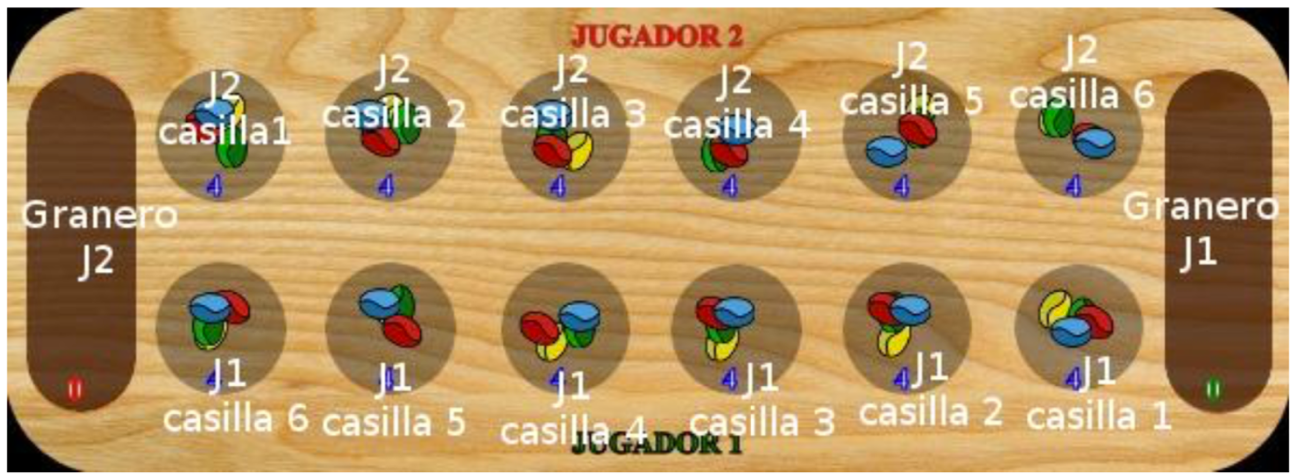 JUGADOR 2
J2
casilla1
4
J2
casilla 2
4
J2
casilla 3
4
J2
casilla 4
4
J2
casilla 5
4
J2
casilla 6
4
Granero
J2
0
Granero
J1
0
J1
casilla 6
4
J1
casilla 5
4
J1
casilla 4
4
J1
casilla 3
4
J1
casilla 2
4
J1
casilla 1
4
JUGADOR 1